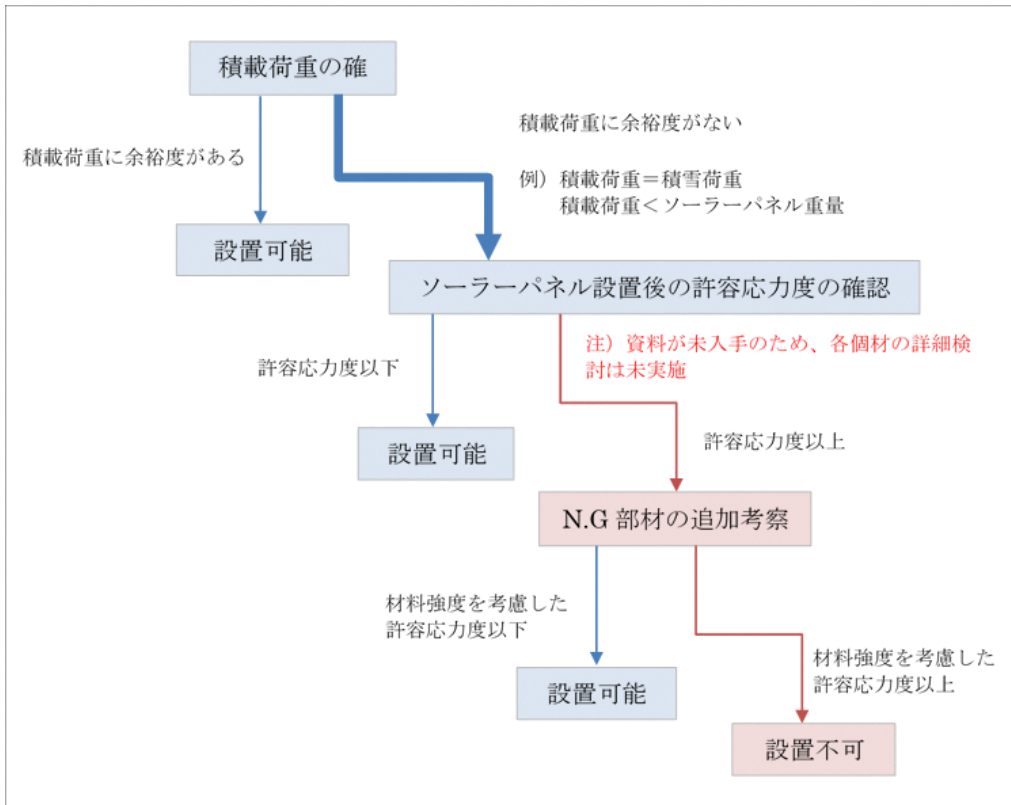 積載荷重の確
積載荷重に余裕度がない
積載荷重に余裕度がある
例）積載荷重＝積雪荷重
積載荷重＜ソーラーパネル重量
設置可能
ソーラーパネル設置後の許容応力度の確認
注）資料が未入手のため、各個材の詳細検
討は未実施
許容応力度以下
設置可能
許容応力度以上
N.G 部材の追加考察
材料強度を考慮した
許容応力度以下
材料強度を考慮した
許容応力度以上
設置可能
設置不可